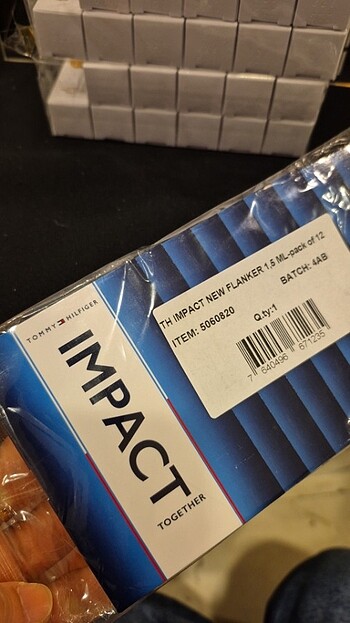 TOMMY HILFIGER
IMPACT
TOGETHER
TH IMPACT NEW FLANKER 1,5 ML-pack of 12
BATCH: 4AB
ITEM: 5060820
Q.ty:1
7 640496 671235